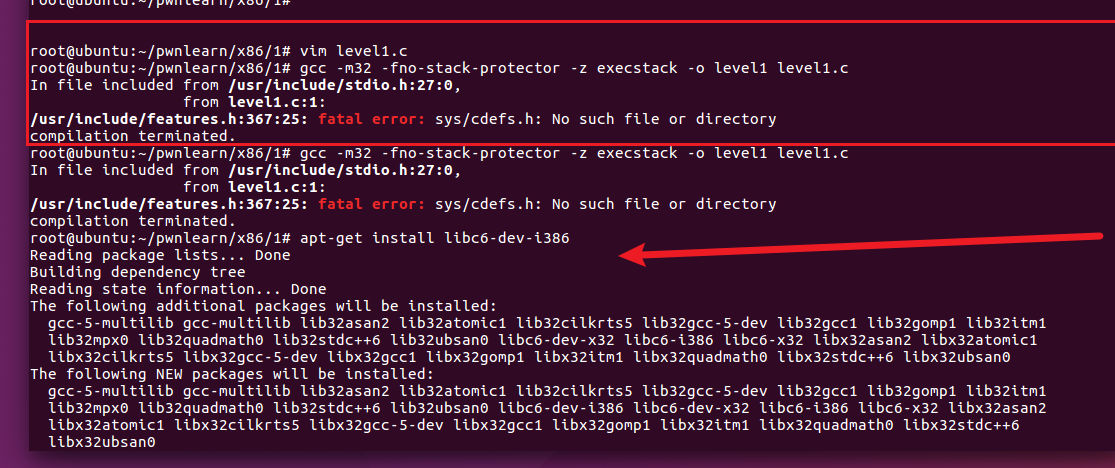 root@ubuntu:~/pwnlearn/x86/1#
root@ubuntu:~/pwnlearn/x86/1# vim level1.c
root@ubuntu:~/pwnlearn/x86/1# gcc -m32 -fno-stack-protector -z execstack -o level1 level1.c
In file included from /usr/include/stdio.h:27:0,
                 from level1.c:1:
/usr/include/features.h:367:25: fatal error: sys/cdefs.h: No such file or directory
compilation terminated.
root@ubuntu:~/pwnlearn/x86/1# gcc -m32 -fno-stack-protector -z execstack -o level1 level1.c
In file included from /usr/include/stdio.h:27:0,
                 from level1.c:1:
/usr/include/features.h:367:25: fatal error: sys/cdefs.h: No such file or directory
compilation terminated.
root@ubuntu:~/pwnlearn/x86/1# apt-get install libc6-dev-i386
Reading package lists... Done
Building dependency tree
Reading state information... Done
The following additional packages will be installed:
  gcc-5-multilib gcc-multilib lib32asan2 lib32atomic1 lib32cilkrts5 lib32gcc-5-dev lib32gcc1 lib32gomp1 lib32itm1
  lib32mpx0 lib32quadmath0 lib32stdc++6 lib32ubsan0 libc6-dev-x32 libc6-i386 libc6-x32 libx32asan2 libx32atomic1
  libx32cilkrts5 libx32gcc-5-dev libx32gcc1 libx32gomp1 libx32itm1 libx32quadmath0 libx32stdc++6 libx32ubsan0
The following NEW packages will be installed:
  gcc-5-multilib gcc-multilib lib32asan2 lib32atomic1 lib32cilkrts5 lib32gcc-5-dev lib32gcc1 lib32gomp1 lib32itm1
  lib32mpx0 lib32quadmath0 lib32stdc++6 lib32ubsan0 libc6-dev-i386 libc6-dev-x32 libc6-i386 libc6-x32 libx32asan2
  libx32atomic1 libx32cilkrts5 libx32gcc-5-dev libx32gcc1 libx32gomp1 libx32itm1 libx32quadmath0 libx32stdc++6
  libx32ubsan0